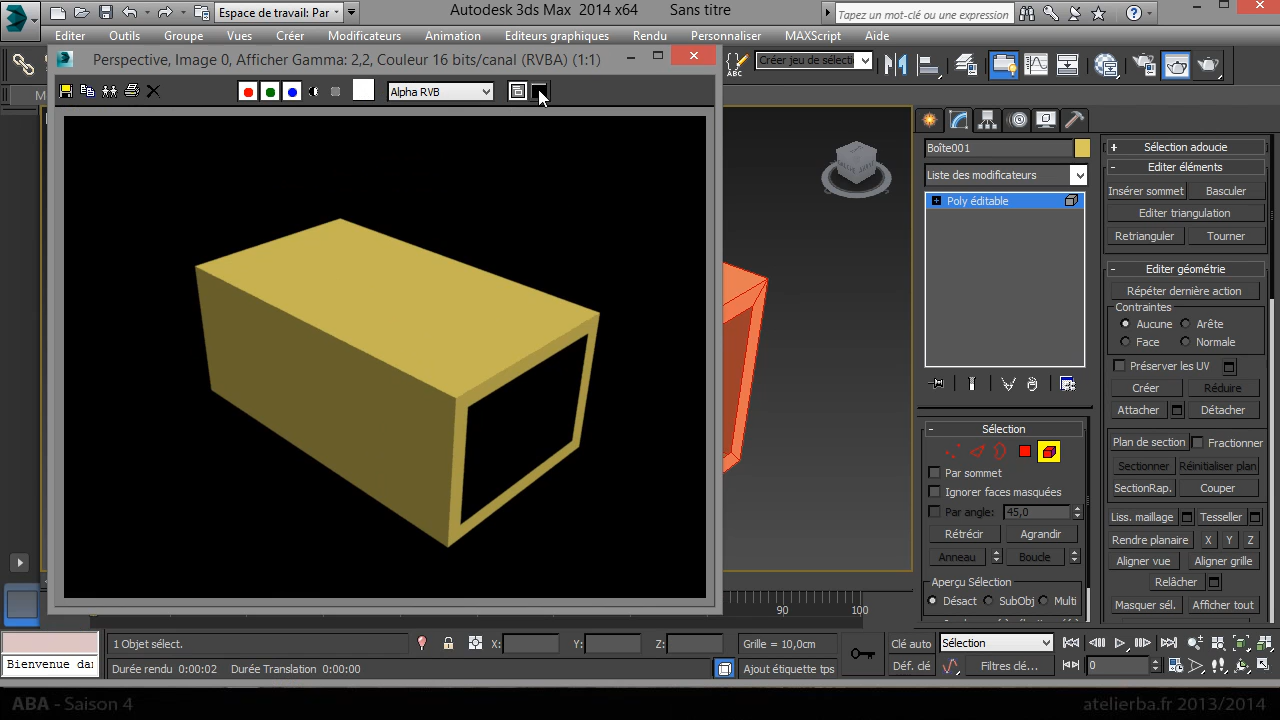 Espace de travail: Par
Autodesk 3ds Max 2014 x64 Sans titre
Tapez un mot-clé ou une expression
Editer Outils Groupe Vues Créer Modificateurs Animation Editeurs graphiques Rendu Personnaliser MAXScript Aide
Perspective, Image 0, Afficher Gamma: 2,2, Couleur 16 bits/canal (RVBA) (1:1)
ABC
Créer jeu de sélecti
Alpha RVB
Boîte001
Liste des modificateurs
+ Poly éditable
+ Sélection adoucie
- Editer éléments
Insérer sommet Basculer
Editer triangulation
Retrianguler Tourner
- Editer géométrie
Répéter dernière action
Contraintes
Aucune Arête
Face Normale
Préserver les UV
Créer Réduire
Attacher Détacher
Plan de section Fractionner
Sectionner Réinitialiser plan
SectionRap. Couper
Liss. maillage Tesseller
Rendre planaire X Y Z
Aligner vue Aligner grille
Relâcher
Masquer sél. Afficher tout
- Sélection
Par sommet
Ignorer faces masquées
Par angle: 45,0
Rétrécir Agrandir
Anneau Boucle
Aperçu Sélection
Désact SubObj Multi
90 100
1 Objet sélect.
X: Y: Z:
Grille = 10,0cm
Clé auto Sélection
Bienvenue da
Durée rendu 0:00:02 Durée Translation 0:00:00
Ajout étiquette tps
Déf. clé Filtres clé...
0
ABA - Saison 4
atelierba.fr 2013/2014